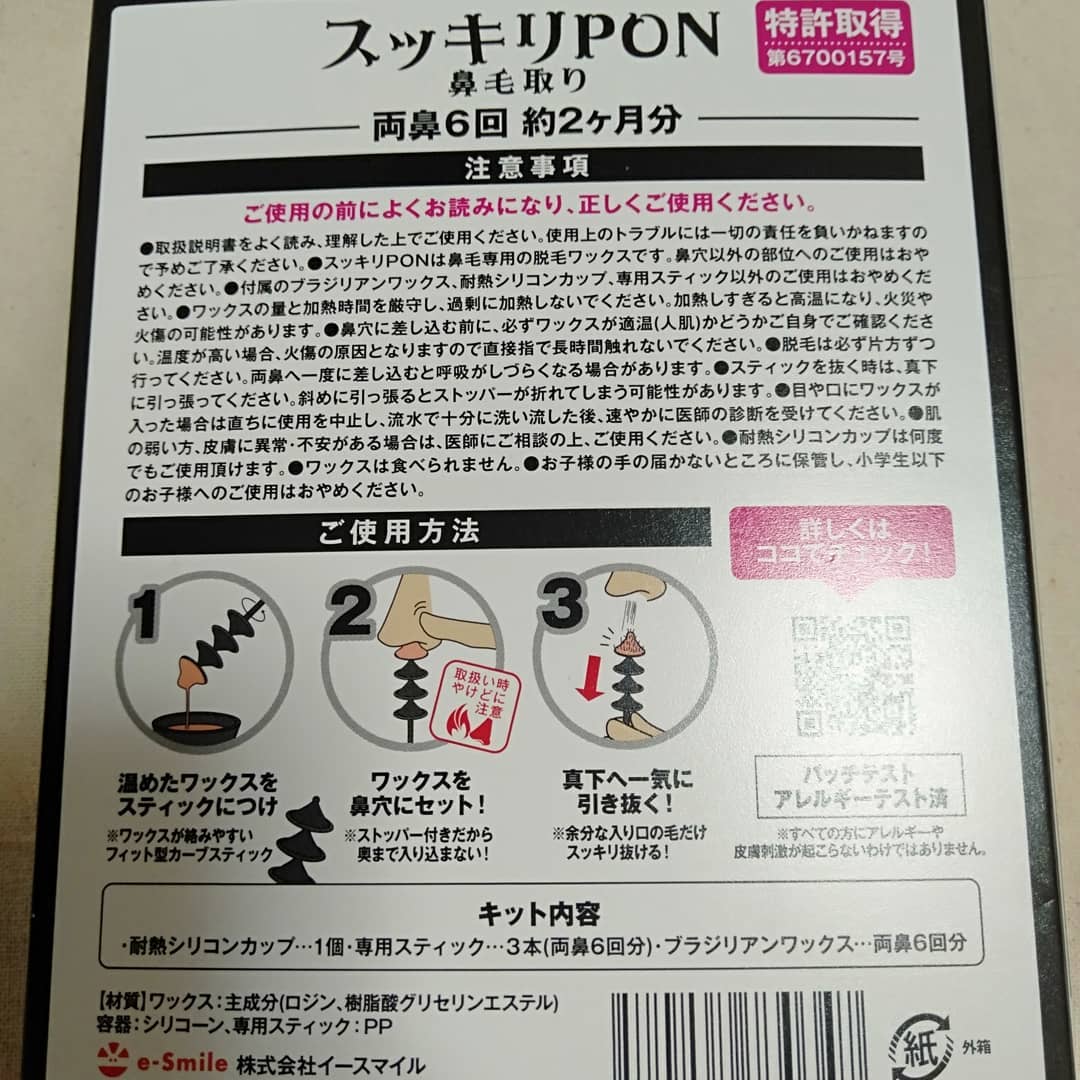 スッキリPON
鼻毛取り
特許取得
第6700157号
両鼻6回 約2ヶ月分
注意事項
ご使用の前によくお読みになり、正しくご使用ください。
●取扱説明書をよく読み、理解した上でご使用ください。使用上のトラブルには一切の責任を負いかねますの
で予めご了承ください。●スッキリPONは鼻毛専用の脱毛ワックスです。鼻穴以外の部位へのご使用はおや
めください。●付属のブラジリアンワックス、耐熱シリコンカップ、専用スティック以外のご使用はおやめくだ
さい。●ワックスの量と加熱時間を厳守し、過剰に加熱しないでください。加熱しすぎると高温になり、火災や
火傷の可能性があります。●鼻穴に差し込む前に、必ずワックスが適温(人肌)かどうかご自身でご確認くださ
い。温度が高い場合、火傷の原因となりますので直接指で長時間触れないでください。●脱毛は必ず片方ずつ
行ってください。両鼻へ一度に差し込むと呼吸がしづらくなる場合があります。●スティックを抜く時は、真下
に引っ張ってください。斜めに引っ張るとストッパーが折れてしまう可能性があります。●目や口にワックスが
入った場合は直ちに使用を中止し、流水で十分に洗い流した後、速やかに医師の診断を受けてください。●肌
の弱い方、皮膚に異常・不安がある場合は、医師にご相談の上、ご使用ください。●耐熱シリコンカップは何度
でもご使用頂けます。●ワックスは食べられません。●お子様の手の届かないところに保管し、小学生以下
のお子様へのご使用はおやめください。
ご使用方法
詳しくは
ココでチェック!
1
2
3
取扱い時
やけどに
注意
温めたワックスを
スティックにつけ
※ワックスが絡みやすい
フィット型カーブスティック
ワックスを
鼻穴にセット!
※ストッパー付きだから
奥まで入り込まない!
真下へ一気に
引き抜く!
※余分な入り口の毛だけ
スッキリ抜ける!
パッチテスト
アレルギーテスト済
※すべての方にアレルギーや
皮膚刺激が起こらないわけではありません。
キット内容
・耐熱シリコンカップ…1個・専用スティック…3本(両鼻6回分)・ブラジリアンワックス…両鼻6回分
【材質】ワックス:主成分(ロジン、樹脂酸グリセリンエステル)
容器:シリコーン、専用スティック:PP
e-Smile 株式会社イースマイル
紙
外箱